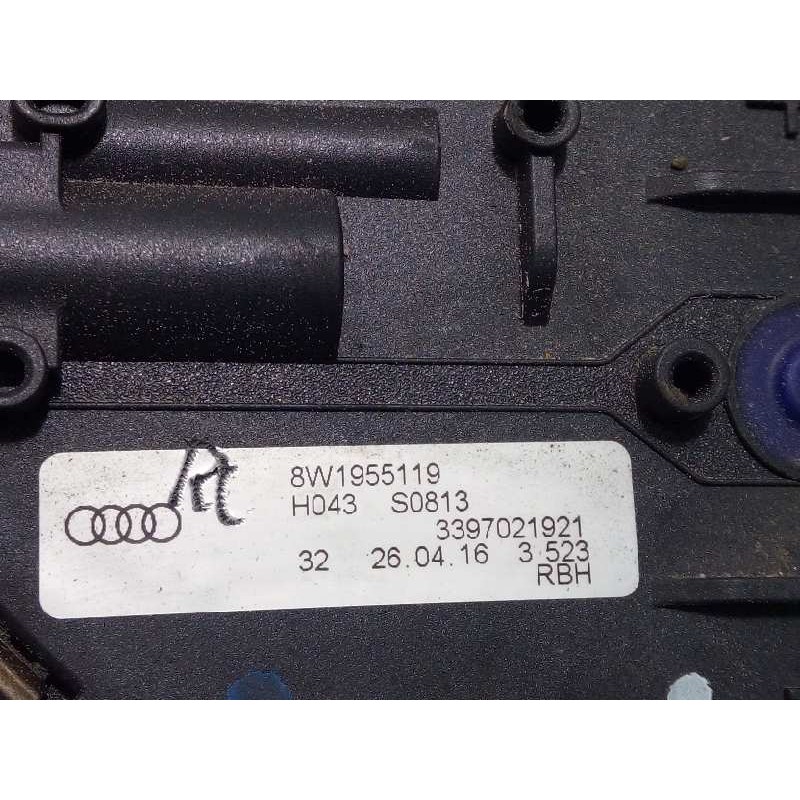 8W1955119
H043 S0813
3397021921
32 26.04.16 3 523
RBH